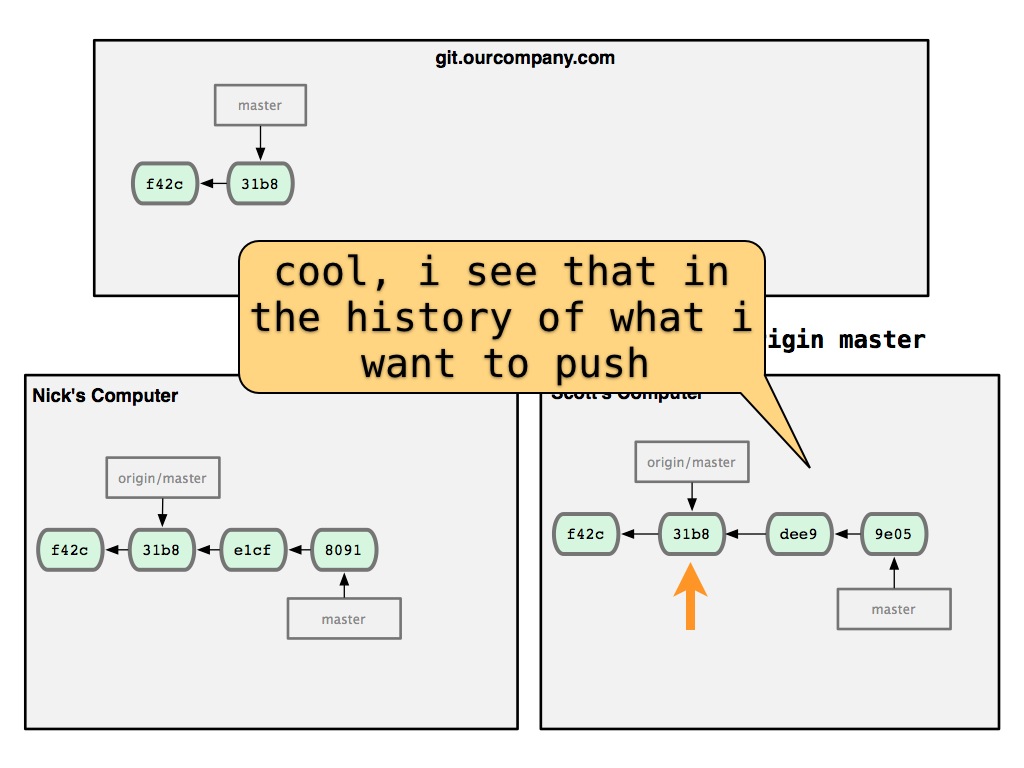 git.ourcompany.com
master
f42c
31b8
cool, i see that in
the history of what i
want to push
igin master
Nick's Computer
Scott's Computer
origin/master
f42c
31b8
e1cf
8091
master
origin/master
f42c
31b8
dee9
9e05
master